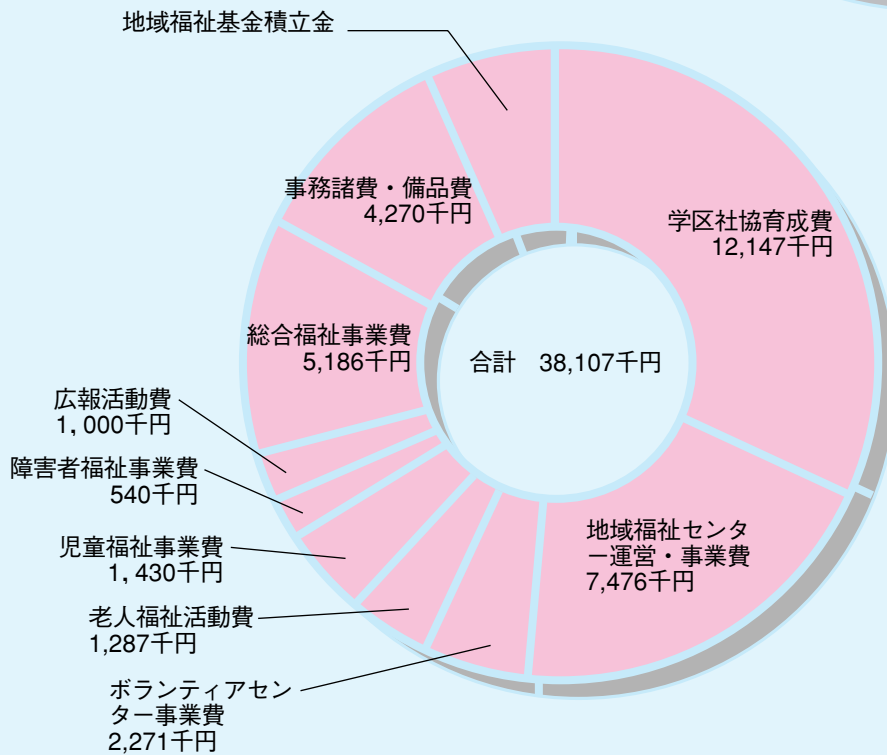 地域福祉基金積立金
事務諸費・備品費
4,270千円
学区社協育成費
12,147千円
総合福祉事業費
5,186千円
合計　38,107千円
広報活動費
1,000千円
障害者福祉事業費
540千円
児童福祉事業費
1,430千円
老人福祉活動費
1,287千円
地域福祉センタ
ー運営・事業費
7,476千円
ボランティアセン
ター事業費
2,271千円